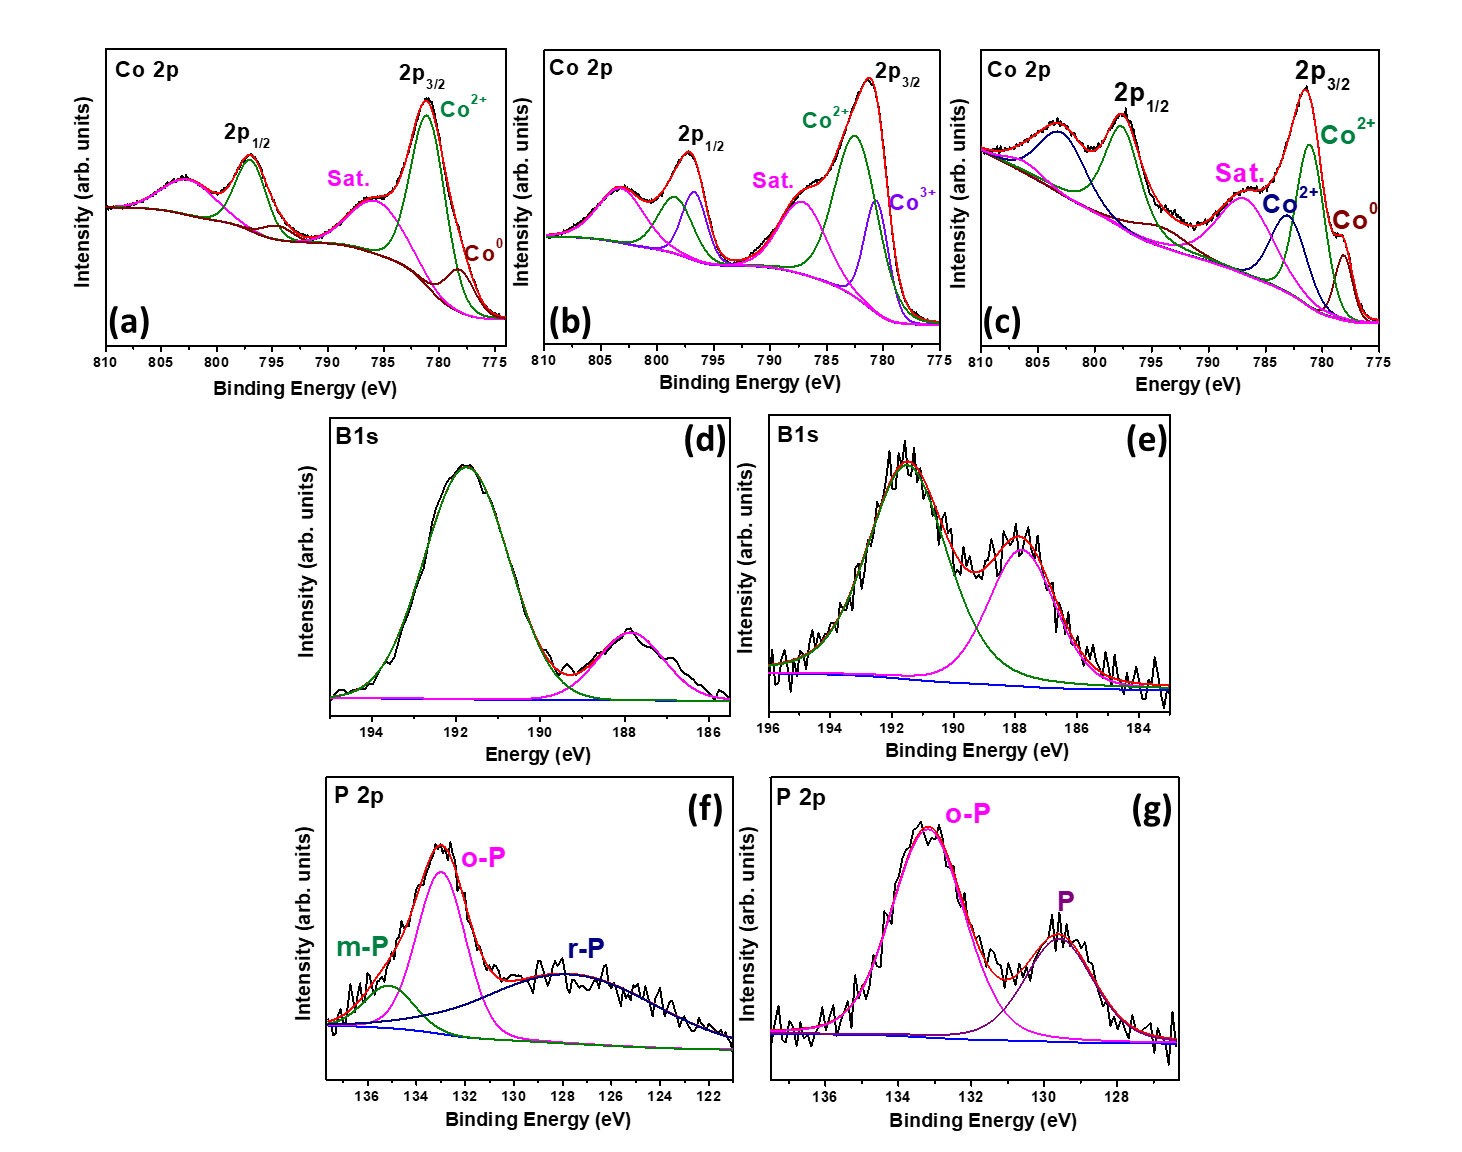 Co 2p
2p3/2
Co2+
2p1/2
Sat.
Co0
(a)
Intensity (arb. units)
810 805 800 795 790 785 780 775
Binding Energy (eV)
Co 2p
2p3/2
Co2+
2p1/2
Sat.
Co3+
(b)
Intensity (arb. units)
810 805 800 795 790 785 780 775
Binding Energy (eV)
Co 2p
2p3/2
2p1/2
Co2+
Sat.
Co2+
Co0
(c)
Intensity (arb. units)
810 805 800 795 790 785 780 775
Energy (eV)
B1s
(d)
Intensity (arb. units)
194 192 190 188 186
Energy (eV)
B1s
(e)
Intensity (arb. units)
196 194 192 190 188 186 184
Binding Energy (eV)
P 2p
(f)
o-P
m-P
r-P
Intensity (arb. units)
136 134 132 130 128 126 124 122
Binding Energy (eV)
P 2p
(g)
o-P
P
Intensity (arb. units)
136 134 132 130 128
Binding Energy (eV)